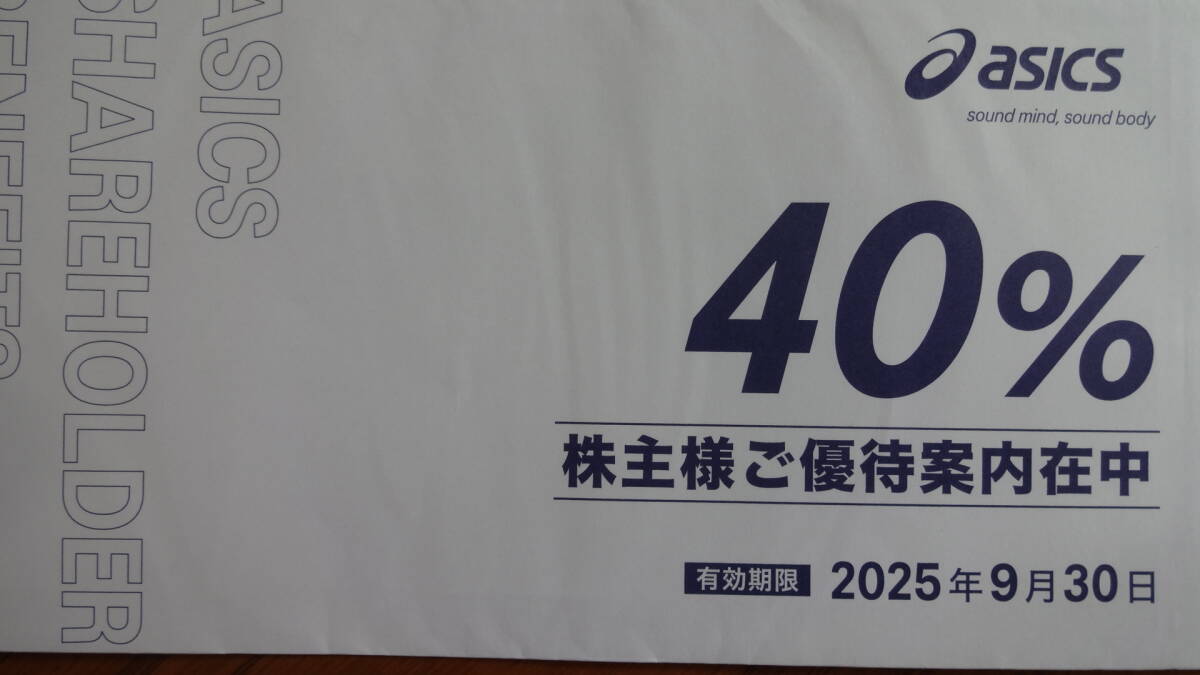 ASICS
SHAREHOLDER
BENEFITS
asics
sound mind, sound body
40%
株主様ご優待案内在中
有効期限 2025年9月30日